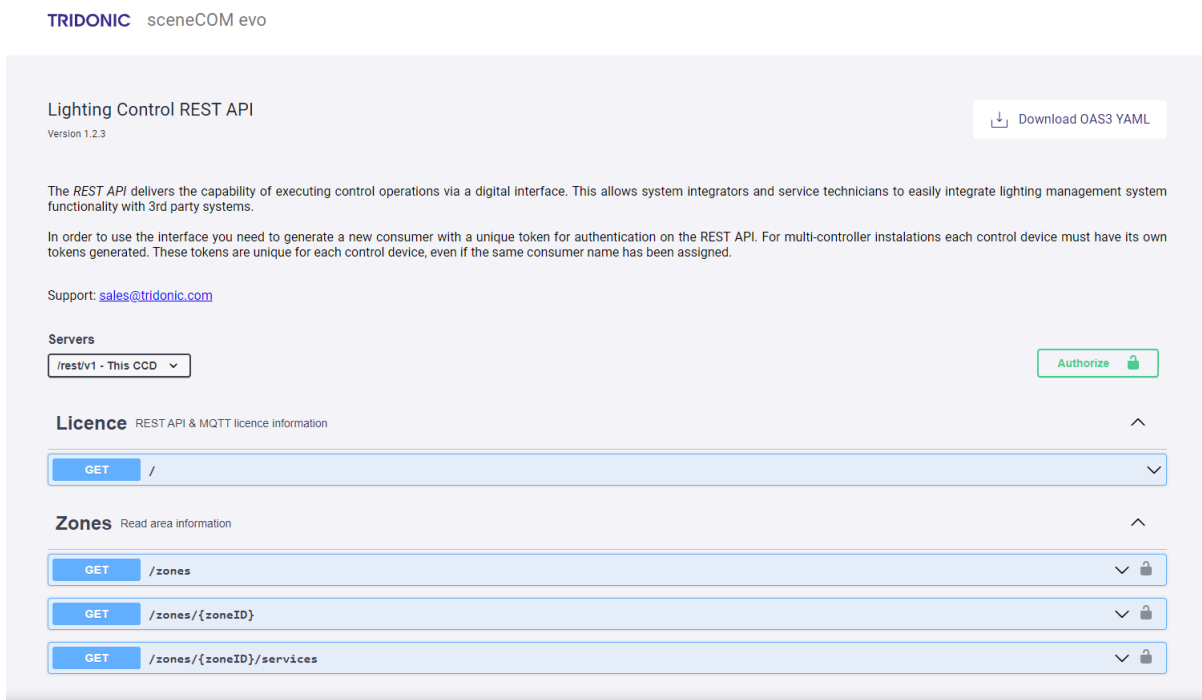 TRIDONIC sceneCOM evo
Lighting Control REST API
Version 1.2.3
Download OAS3 YAML
The REST API delivers the capability of executing control operations via a digital interface. This allows system integrators and service technicians to easily integrate lighting management system
functionality with 3rd party systems.
In order to use the interface you need to generate a new consumer with a unique token for authentication on the REST API. For multi-controller instalations each control device must have its own
tokens generated. These tokens are unique for each control device, even if the same consumer name has been assigned.
Support: sales@tridonic.com
Servers
/rest/v1 - This CCD
Authorize
Licence REST API & MQTT licence information
GET /
Zones Read area information
GET /zones
GET /zones/{zoneID}
GET /zones/{zoneID}/services